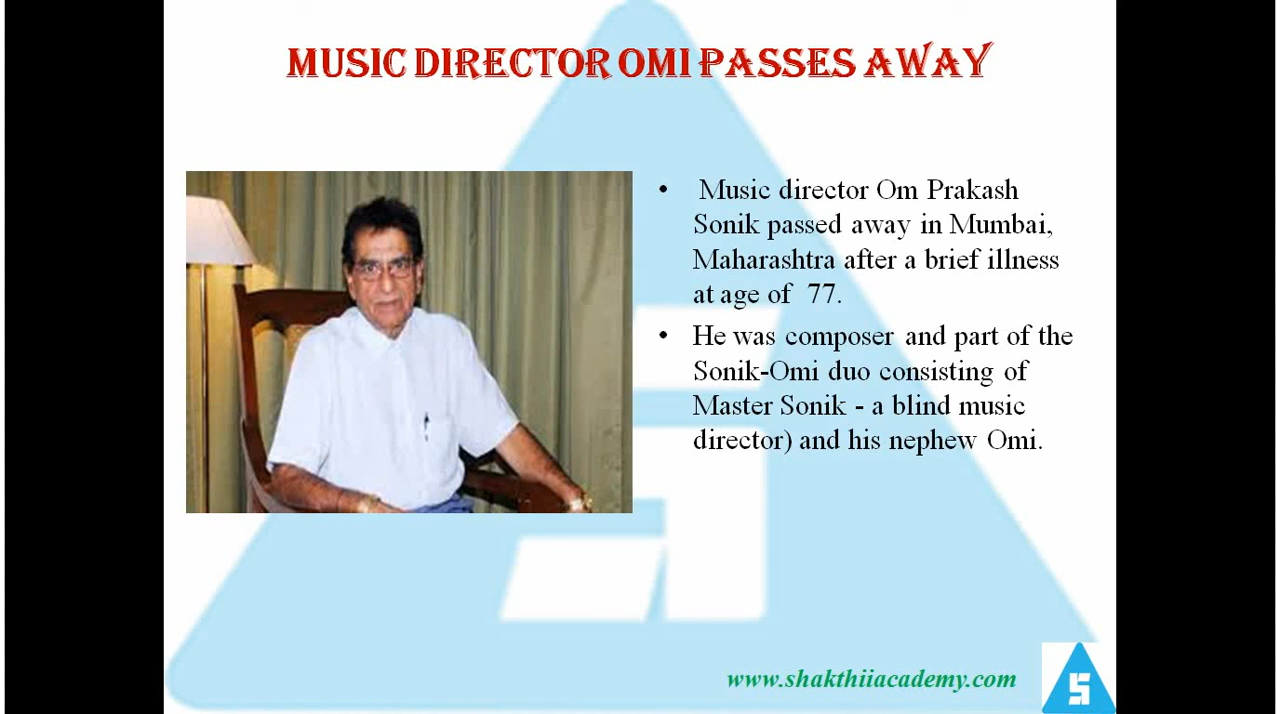 MUSIC DIRECTOR OMI PASSES AWAY
• Music director Om Prakash
Sonik passed away in Mumbai,
Maharashtra after a brief illness
at age of 77.
• He was composer and part of the
Sonik-Omi duo consisting of
Master Sonik - a blind music
director) and his nephew Omi.
www.shakthiiacademy.com
S